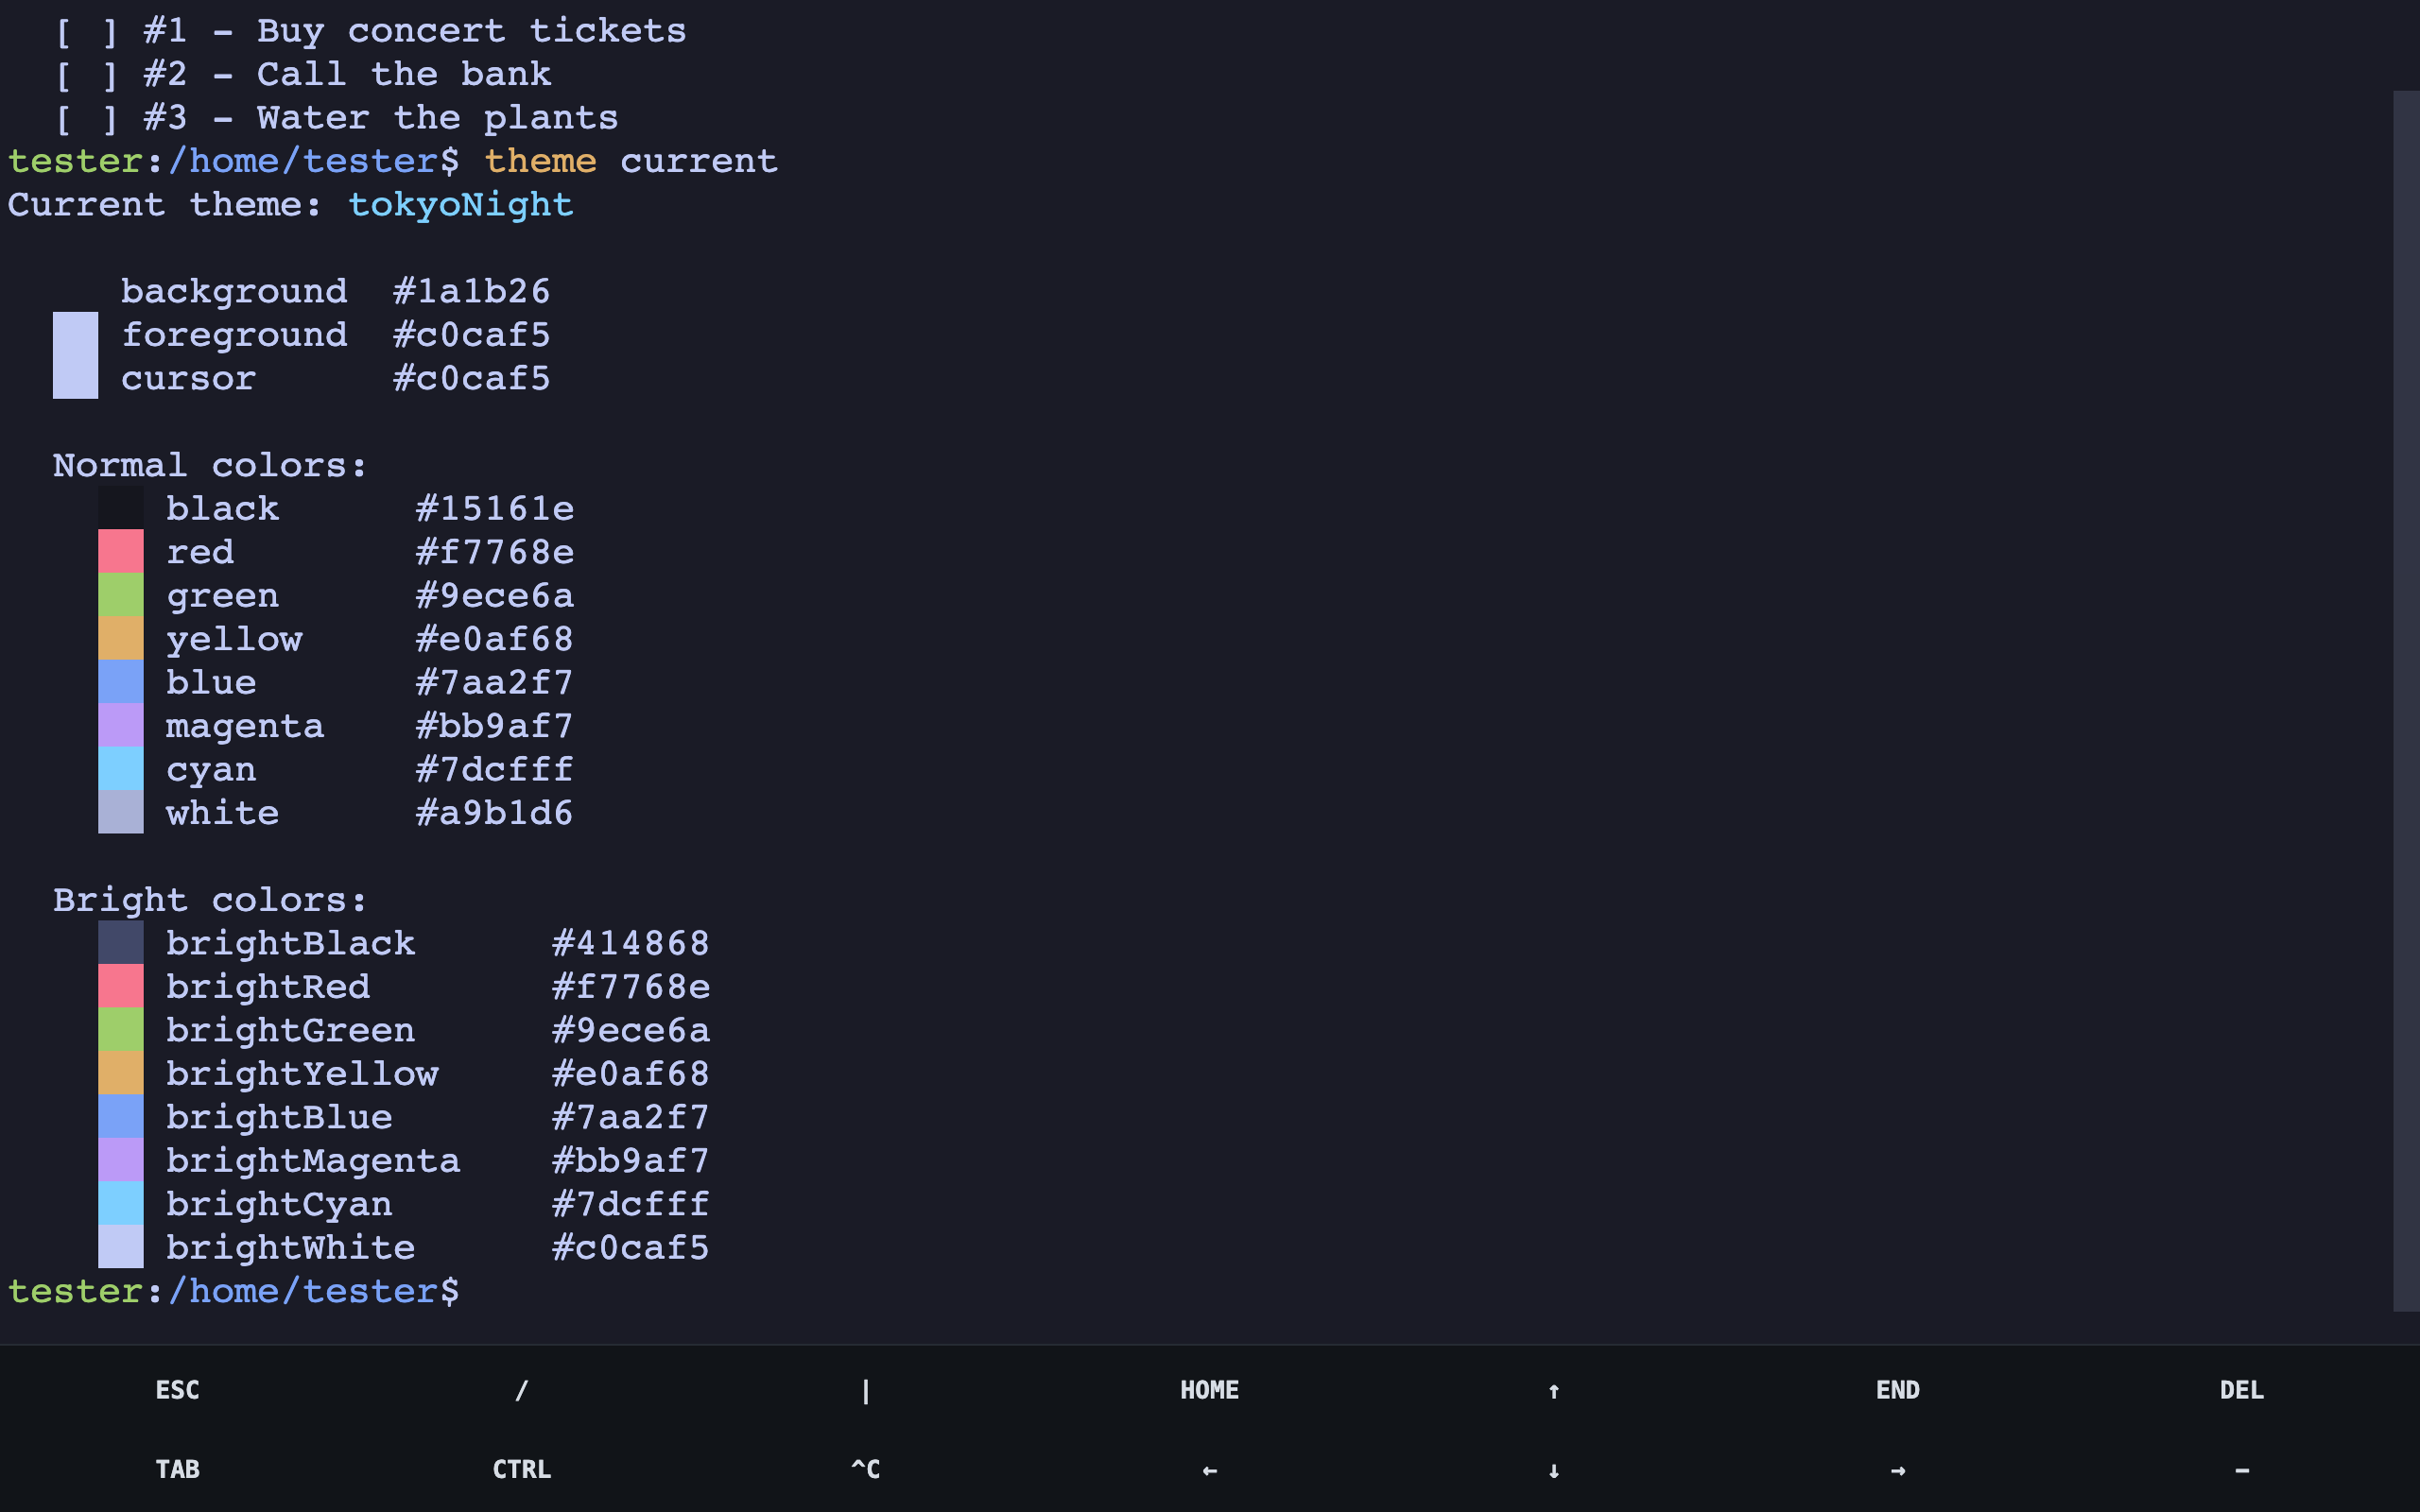 [ ] #1 - Buy concert tickets
[ ] #2 - Call the bank
[ ] #3 - Water the plants
tester:/home/tester$ theme current
Current theme: tokyoNight
background  #1a1b26
foreground  #c0caf5
cursor      #c0caf5
Normal colors:
black      #15161e
red        #f7768e
green      #9ece6a
yellow     #e0af68
blue       #7aa2f7
magenta    #bb9af7
cyan       #7dcfff
white      #a9b1d6
Bright colors:
brightBlack      #414868
brightRed        #f7768e
brightGreen      #9ece6a
brightYellow     #e0af68
brightBlue       #7aa2f7
brightMagenta    #bb9af7
brightCyan       #7dcfff
brightWhite      #c0caf5
tester:/home/tester$
ESC / | HOME ↑ END DEL
TAB CTRL ^C ← ↓ → −